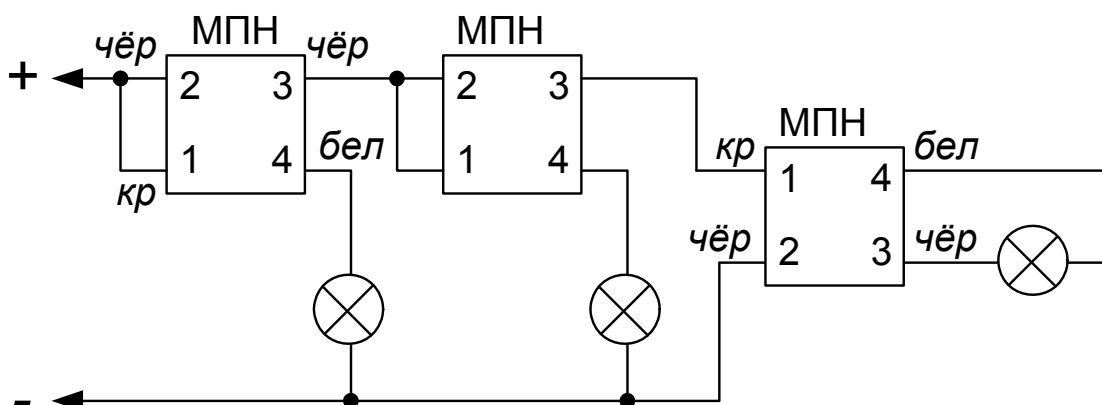 МПН МПН
чёр чёр
+ 2 3 2 3
МПН
1 4 бел 1 4 кр 1 4 бел
кр
чёр 2 3 чёр
-